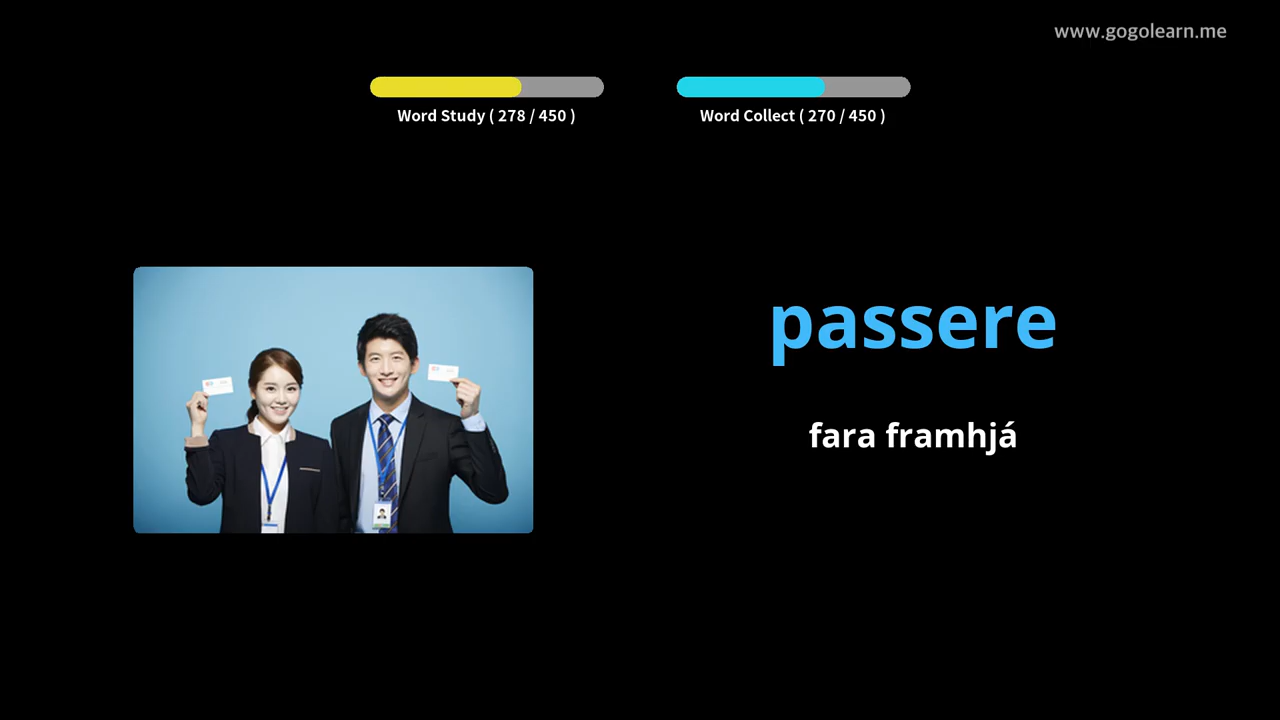 www.gogolearn.me
Word Study ( 278 / 450 )
Word Collect ( 270 / 450 )
passere
fara framhjá